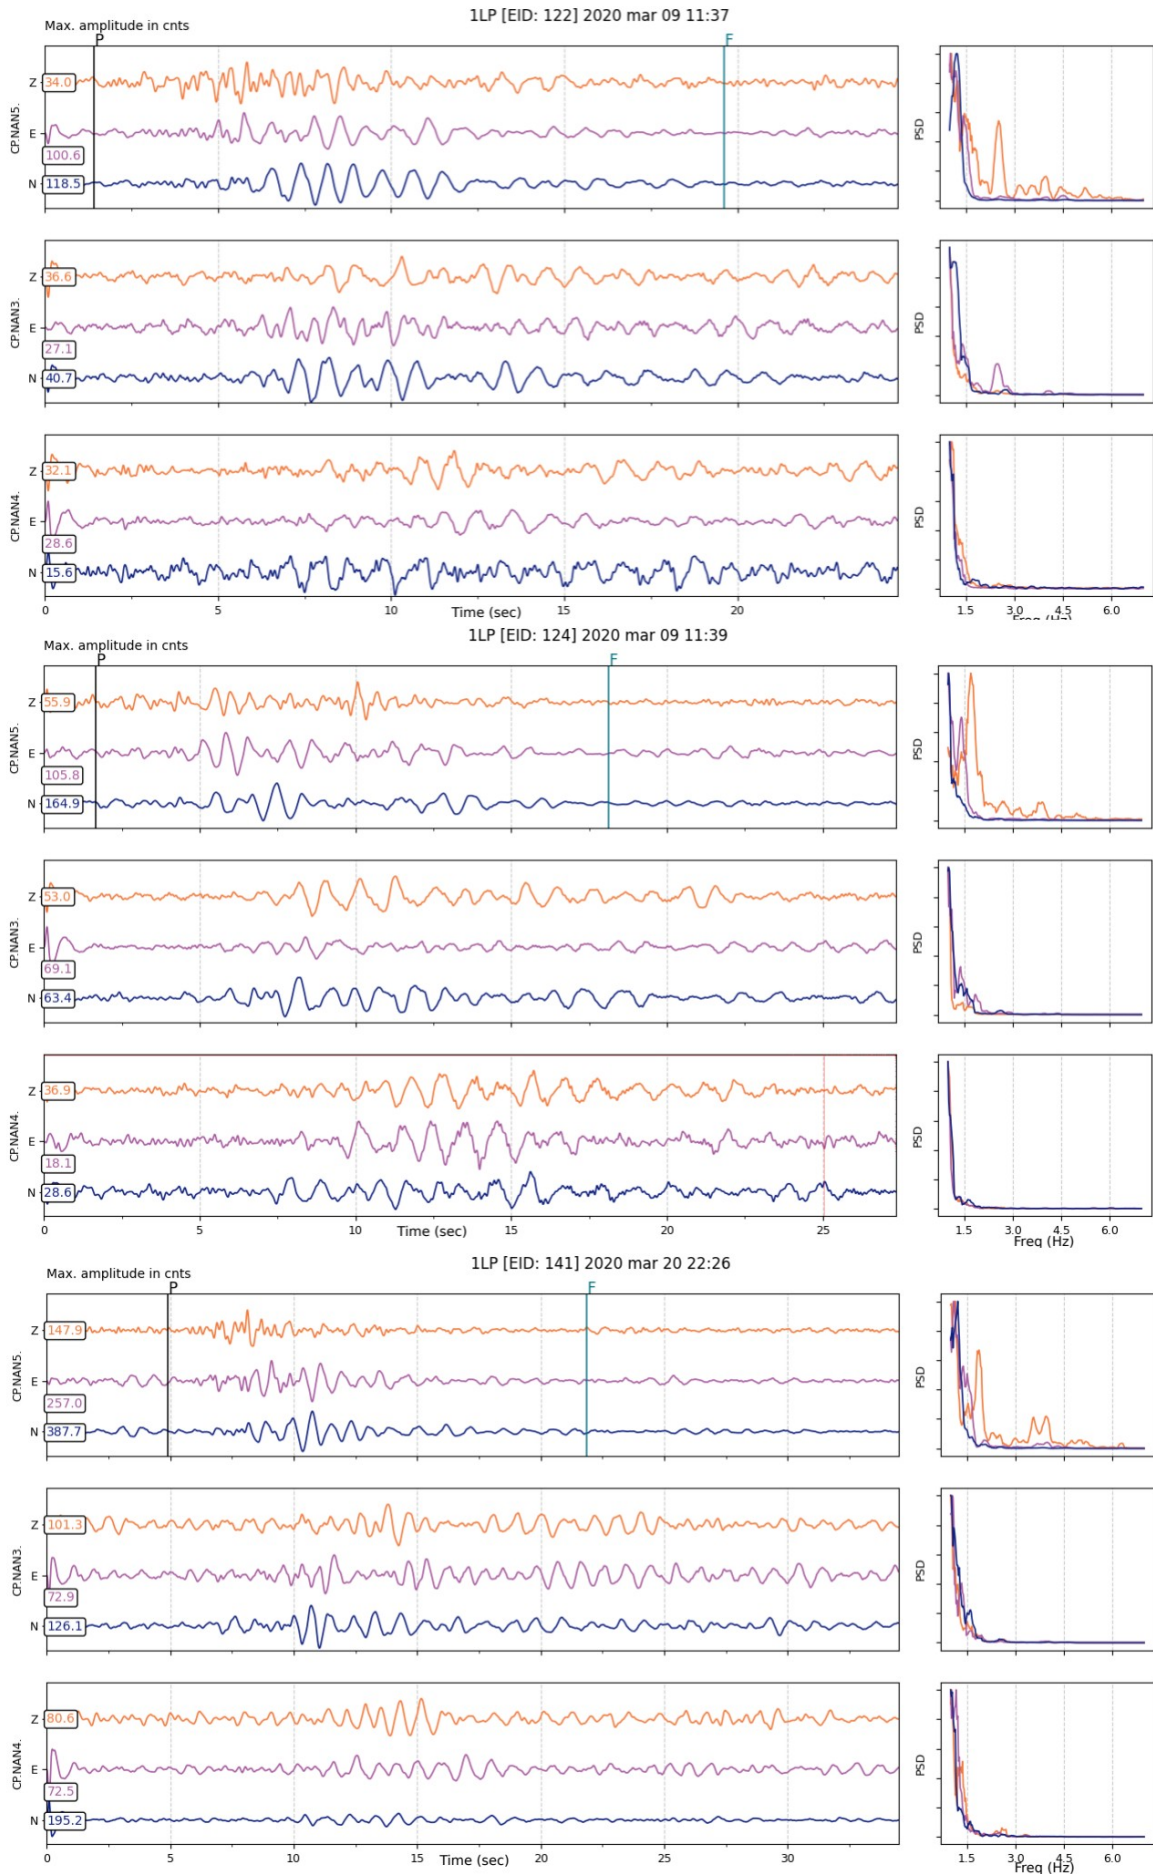 1LP [EID: 122] 2020 mar 09 11:37
Max. amplitude in cnts
P
F
CP.NAN5.
Z 34.0
E
100.6
N 118.5
PSD
CP.NAN3.
Z 36.6
E
27.1
N 40.7
PSD
CP.NAN4.
Z 32.1
E
28.6
N 15.6
PSD
0 5 10 15 20
Time (sec)
1.5 3.0 4.5 6.0
Freq (Hz)
1LP [EID: 124] 2020 mar 09 11:39
Max. amplitude in cnts
P
F
CP.NAN5.
Z 55.9
E
105.8
N 164.9
PSD
CP.NAN3.
Z 53.0
E
69.1
N 63.4
PSD
CP.NAN4.
Z 36.9
E
18.1
N 28.6
PSD
0 5 10 15 20 25
Time (sec)
1.5 3.0 4.5 6.0
Freq (Hz)
1LP [EID: 141] 2020 mar 20 22:26
Max. amplitude in cnts
P
F
CP.NAN5.
Z 147.9
E
257.0
N 387.7
PSD
CP.NAN3.
Z 101.3
E
72.9
N 126.1
PSD
CP.NAN4.
Z 80.6
E
72.5
N 195.2
PSD
0 5 10 15 20 25 30
Time (sec)
1.5 3.0 4.5 6.0
Freq (Hz)